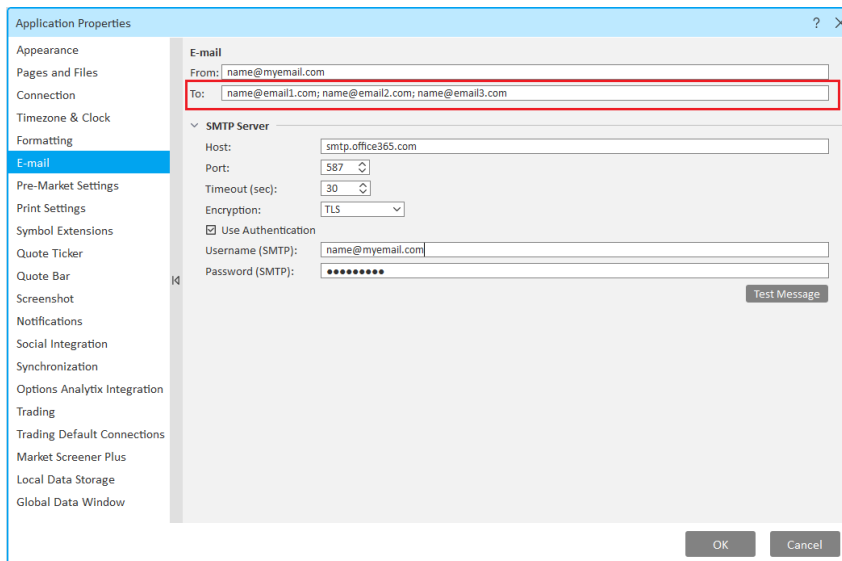 Application Properties
?
Appearance
Pages and Files
Connection
Timezone & Clock
Formatting
E-mail
Pre-Market Settings
Print Settings
Symbol Extensions
Quote Ticker
Quote Bar
Screenshot
Notifications
Social Integration
Synchronization
Options Analytix Integration
Trading
Trading Default Connections
Market Screener Plus
Local Data Storage
Global Data Window
E-mail
From: name@myemail.com
To: name@email1.com; name@email2.com; name@email3.com
SMTP Server
Host: smtp.office365.com
Port: 587
Timeout (sec): 30
Encryption: TLS
Use Authentication
Username (SMTP): name@myemail.com
Password (SMTP): ●●●●●●●●●
Test Message
OK Cancel